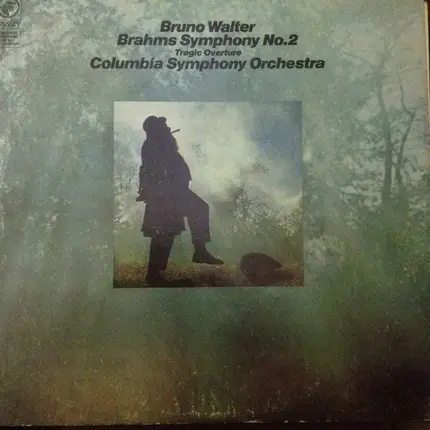 Bruno Walter
Brahms Symphony No.2
Tragic Overture
Columbia Symphony Orchestra